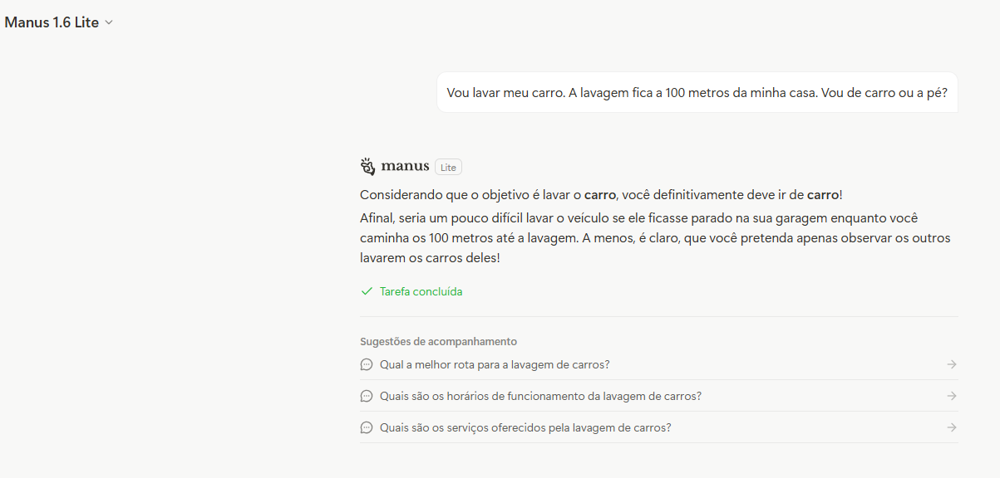 Manus 1.6 Lite
Vou lavar meu carro. A lavagem fica a 100 metros da minha casa. Vou de carro ou a pé?
manus Lite
Considerando que o objetivo é lavar o carro, você definitivamente deve ir de carro!
Afinal, seria um pouco difícil lavar o veículo se ele ficasse parado na sua garagem enquanto você
caminha os 100 metros até a lavagem. A menos, é claro, que você pretenda apenas observar os outros
lavarem os carros deles!
Tarefa concluída
Sugestões de acompanhamento
Qual a melhor rota para a lavagem de carros?
Quais são os horários de funcionamento da lavagem de carros?
Quais são os serviços oferecidos pela lavagem de carros?